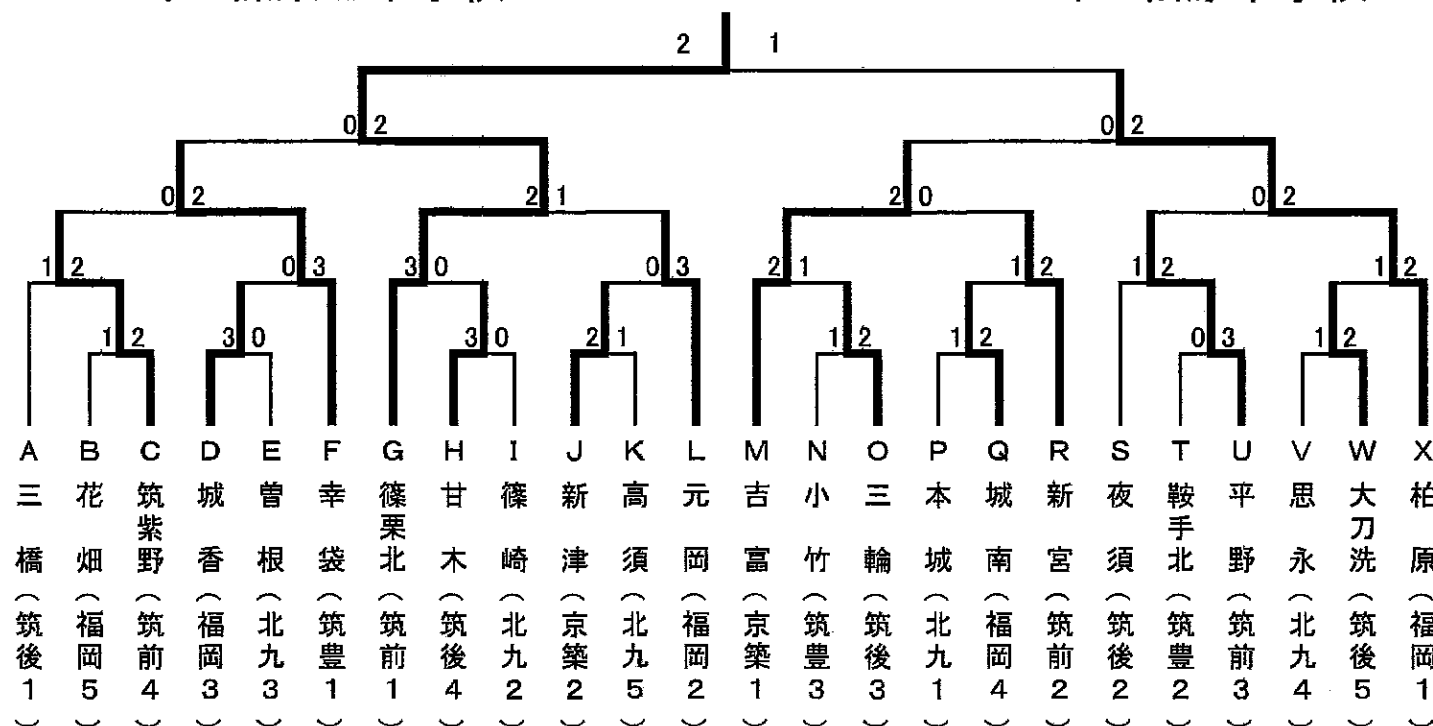 2 1
0 2 0 2
0 2 2 1 2 0 0 2
1 2 0 3 3 0 0 3 2 1 1 2 1 2 1 2
1 2 3 0 3 0 2 1 1 2 1 2 0 3 1 2
A B C D E F G H I J K L M N O P Q R S T U V W X
三橋（筑後1）
花畑（福岡5）
筑紫野（筑前4）
城香（福岡3）
曽根（北九3）
幸袋（筑豊1）
篠栗北（筑前1）
甘木（筑後4）
篠崎（北九2）
新津（京築2）
高須（北九5）
元岡（福岡2）
吉富（京築1）
小竹（筑豊3）
三輪（筑後3）
本城（北九1）
城南（福岡4）
新宮（筑前2）
夜須（筑後2）
鞍手北（筑豊2）
平野（筑前3）
思永（北九4）
大刀洗（筑後5）
柏原（福岡1）